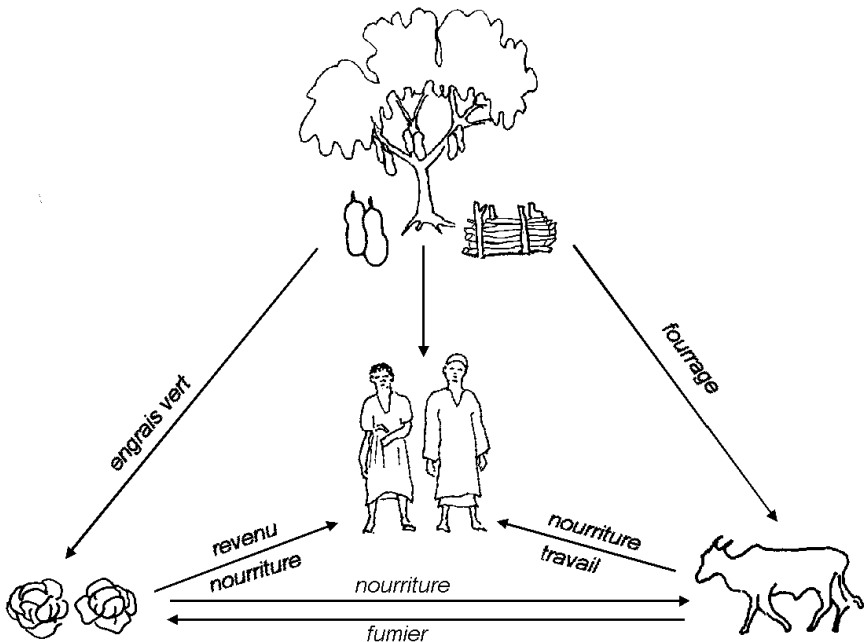 fourrage
engrais vert
revenu
nourriture
nourriture
travail
nourriture
fumier